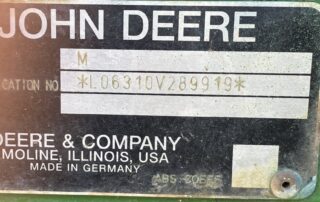 JOHN DEERE
M
CATION NO *L06310V289919*
DEERE & COMPANY
MOLINE, ILLINOIS, USA
MADE IN GERMANY